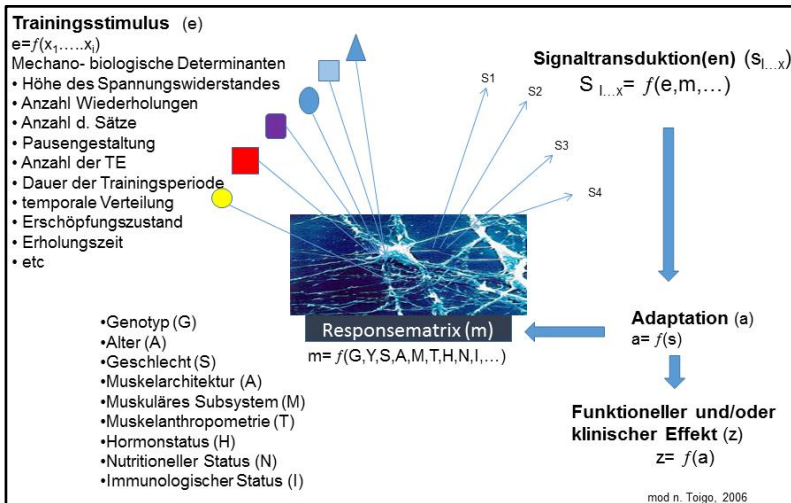 Trainingsstimulus (e)
e=f(x₁.....xᵢ)
Mechano- biologische Determinanten
• Höhe des Spannungswiderstandes
• Anzahl Wiederholungen
• Anzahl d. Sätze
• Pausengestaltung
• Anzahl der TE
• Dauer der Trainingsperiode
• temporale Verteilung
• Erschöpfungszustand
• Erholungszeit
• etc
S1
S2
S3
S4
Signaltransduktion(en) (s_I...x)
S _I...x = f(e,m,...)
Responsematrix (m)
m= f(G,Y,S,A,M,T,H,N,I,...)
•Genotyp (G)
•Alter (A)
•Geschlecht (S)
•Muskelarchitektur (A)
•Muskuläres Subsystem (M)
•Muskelanthropometrie (T)
•Hormonstatus (H)
•Nutritioneller Status (N)
•Immunologischer Status (I)
Adaptation (a)
a= f(s)
Funktioneller und/oder
klinischer Effekt (z)
z= f(a)
mod n. Toigo, 2006